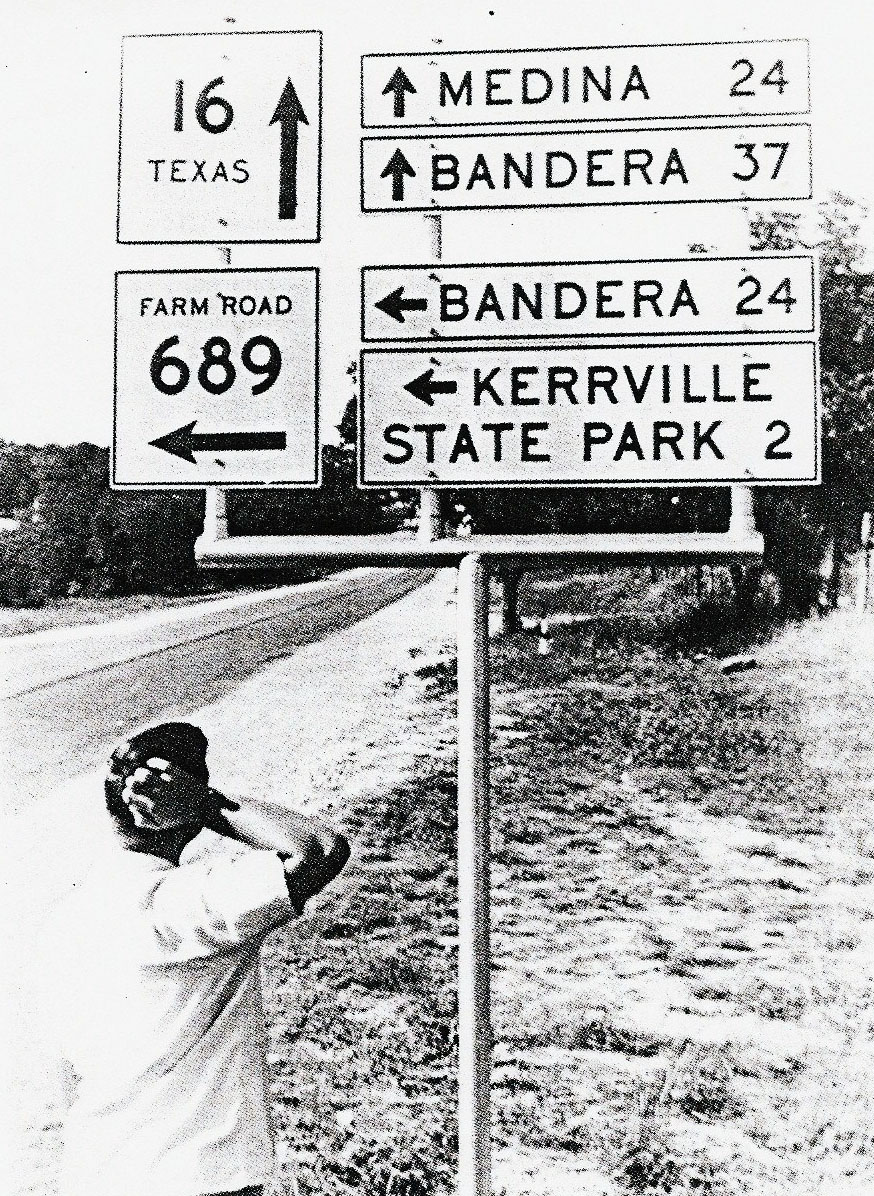 16
TEXAS
MEDINA 24
BANDERA 37
FARM ROAD
689
BANDERA 24
KERRVILLE
STATE PARK 2